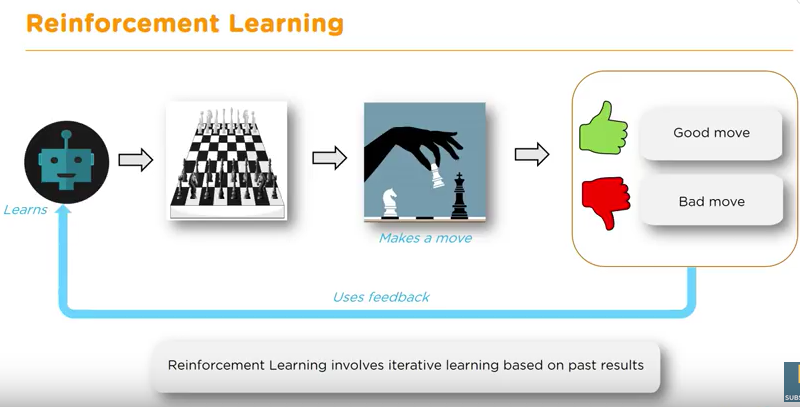 Reinforcement Learning
Good move
Bad move
Learns
Makes a move
Uses feedback
Reinforcement Learning involves iterative learning based on past results
SUBS